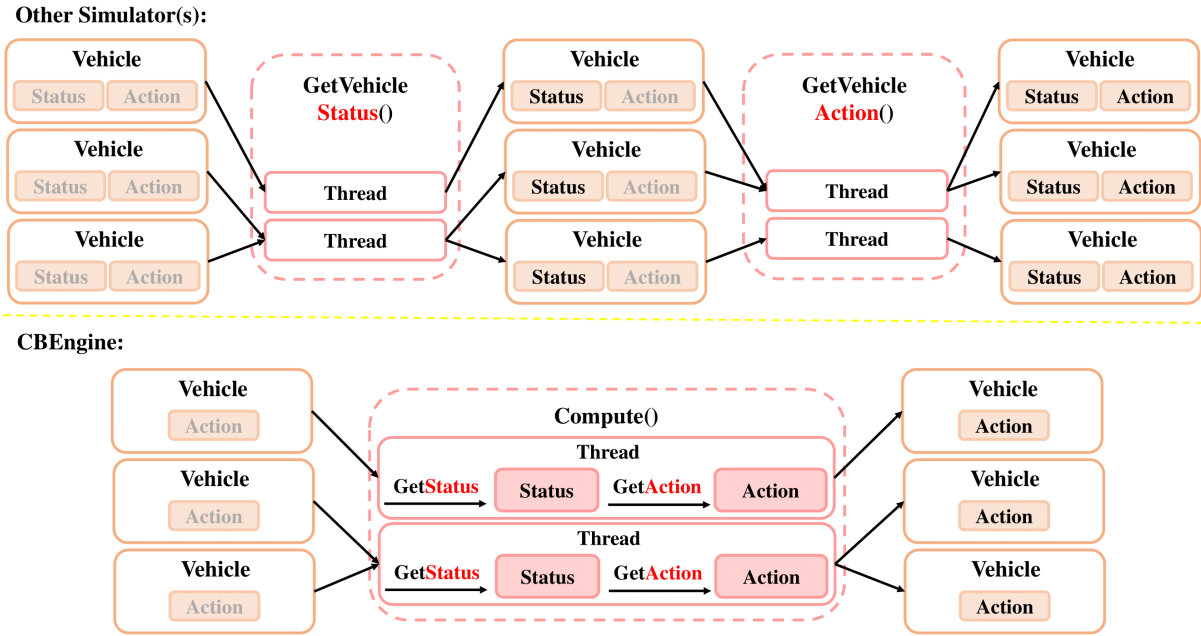 Other Simulator(s):
Vehicle
Status Action
Vehicle
Status Action
Vehicle
Status Action
GetVehicle
Status()
Thread
Thread
Vehicle
Status Action
Vehicle
Status Action
Vehicle
Status Action
GetVehicle
Action()
Thread
Thread
Vehicle
Status Action
Vehicle
Status Action
Vehicle
Status Action
CBEngine:
Vehicle
Action
Vehicle
Action
Vehicle
Action
Compute()
Thread
GetStatus Status GetAction Action
Thread
GetStatus Status GetAction Action
Vehicle
Action
Vehicle
Action
Vehicle
Action